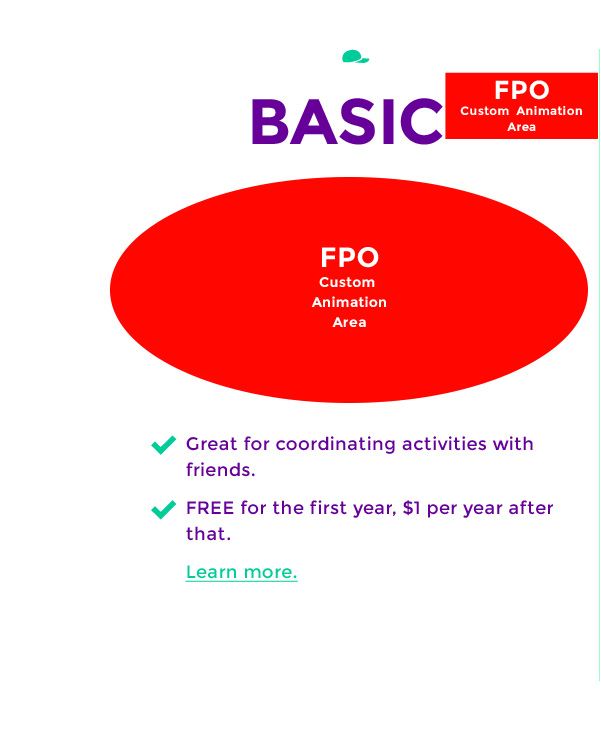 FPO
Custom Animation
Area
BASIC
FPO
Custom
Animation
Area
Great for coordinating activities with
friends.
FREE for the first year, $1 per year after
that.
Learn more.